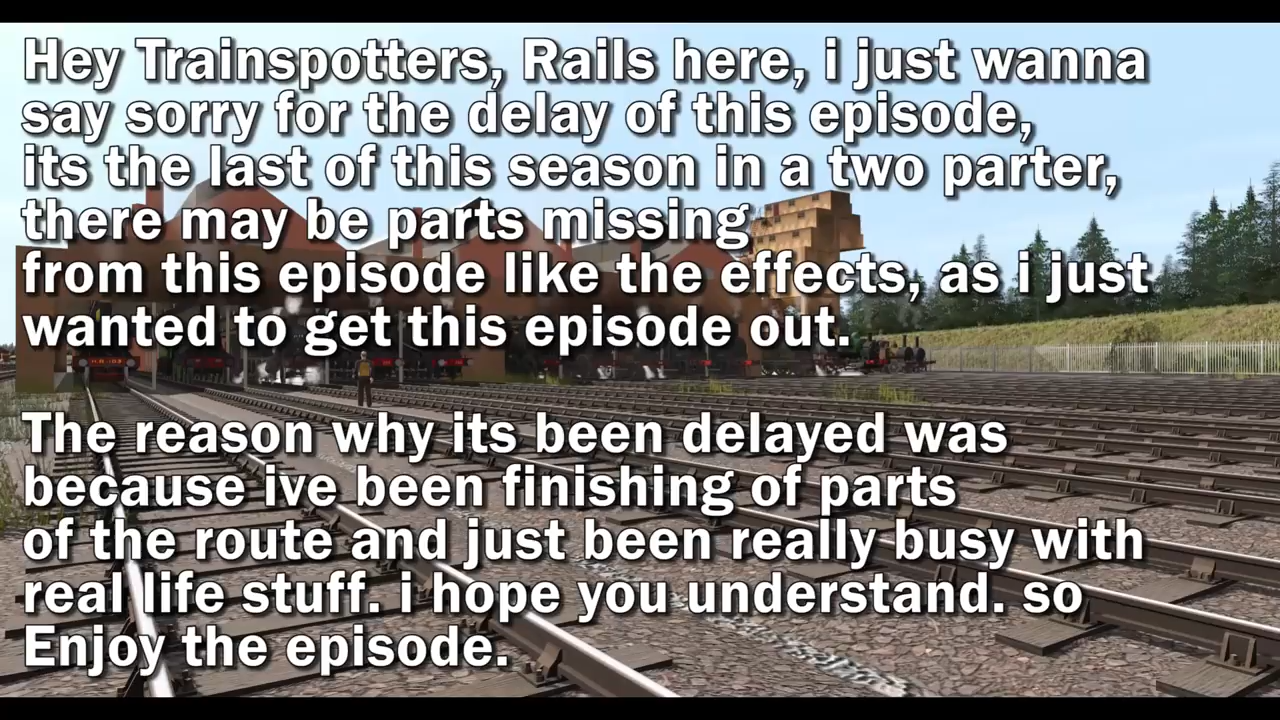 Hey Trainspotters, Rails here, i just wanna
say sorry for the delay of this episode,
its the last of this season in a two parter,
there may be parts missing
from this episode like the effects, as i just
wanted to get this episode out.
The reason why its been delayed was
because ive been finishing of parts
of the route and just been really busy with
real life stuff. i hope you understand. so
Enjoy the episode.